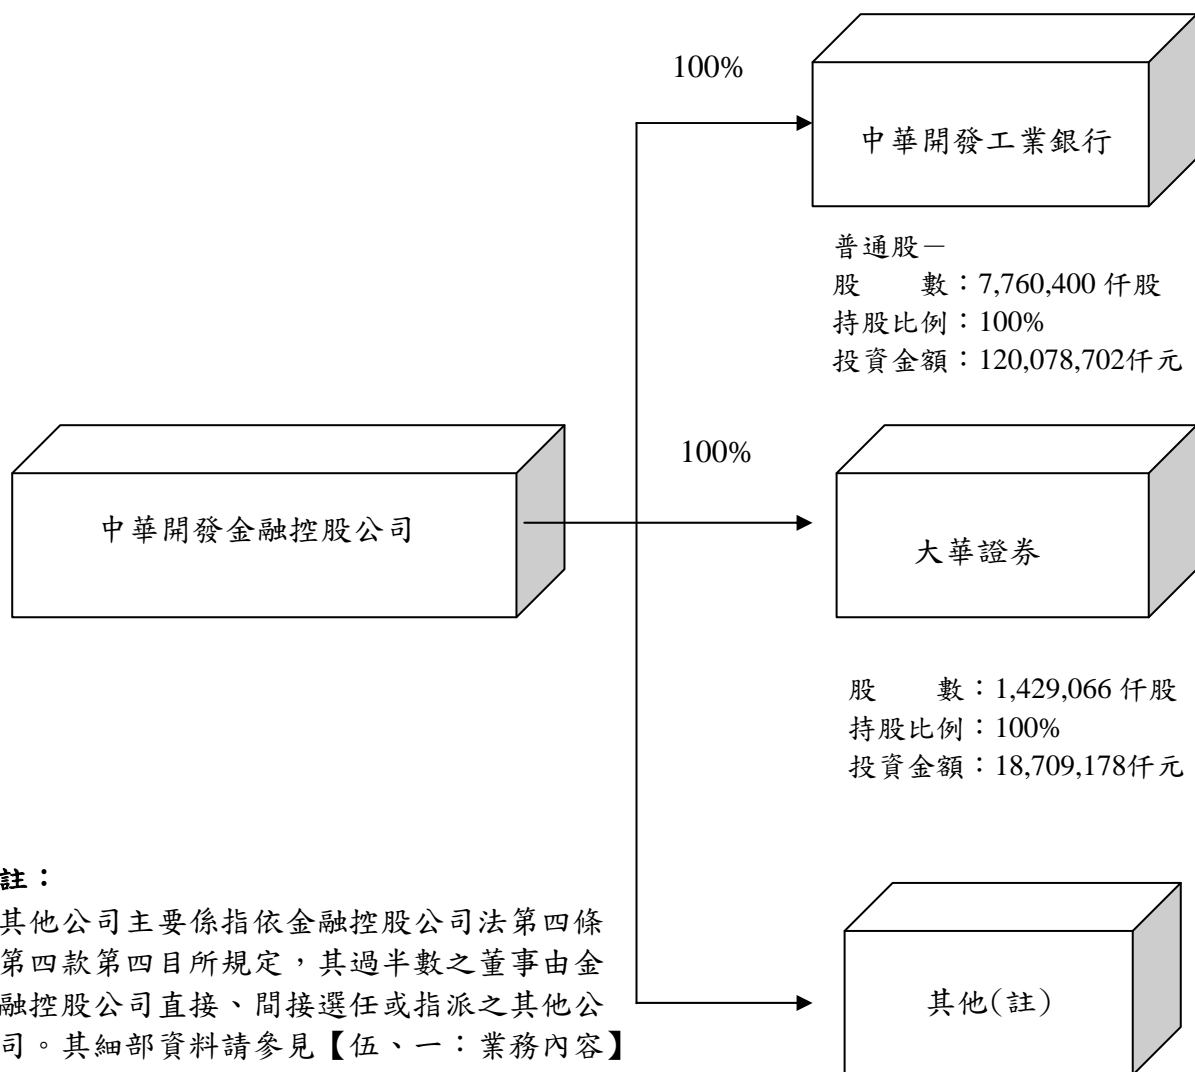 100%
中華開發工業銀行
普通股－
股　　數：7,760,400 仟股
持股比例：100%
投資金額：120,078,702仟元
100%
中華開發金融控股公司
大華證券
股　　數：1,429,066 仟股
持股比例：100%
投資金額：18,709,178仟元
註：
其他公司主要係指依金融控股公司法第四條
第四款第四目所規定，其過半數之董事由金
融控股公司直接、間接選任或指派之其他公
司。其細部資料請參見【伍、一：業務內容】
其他(註)